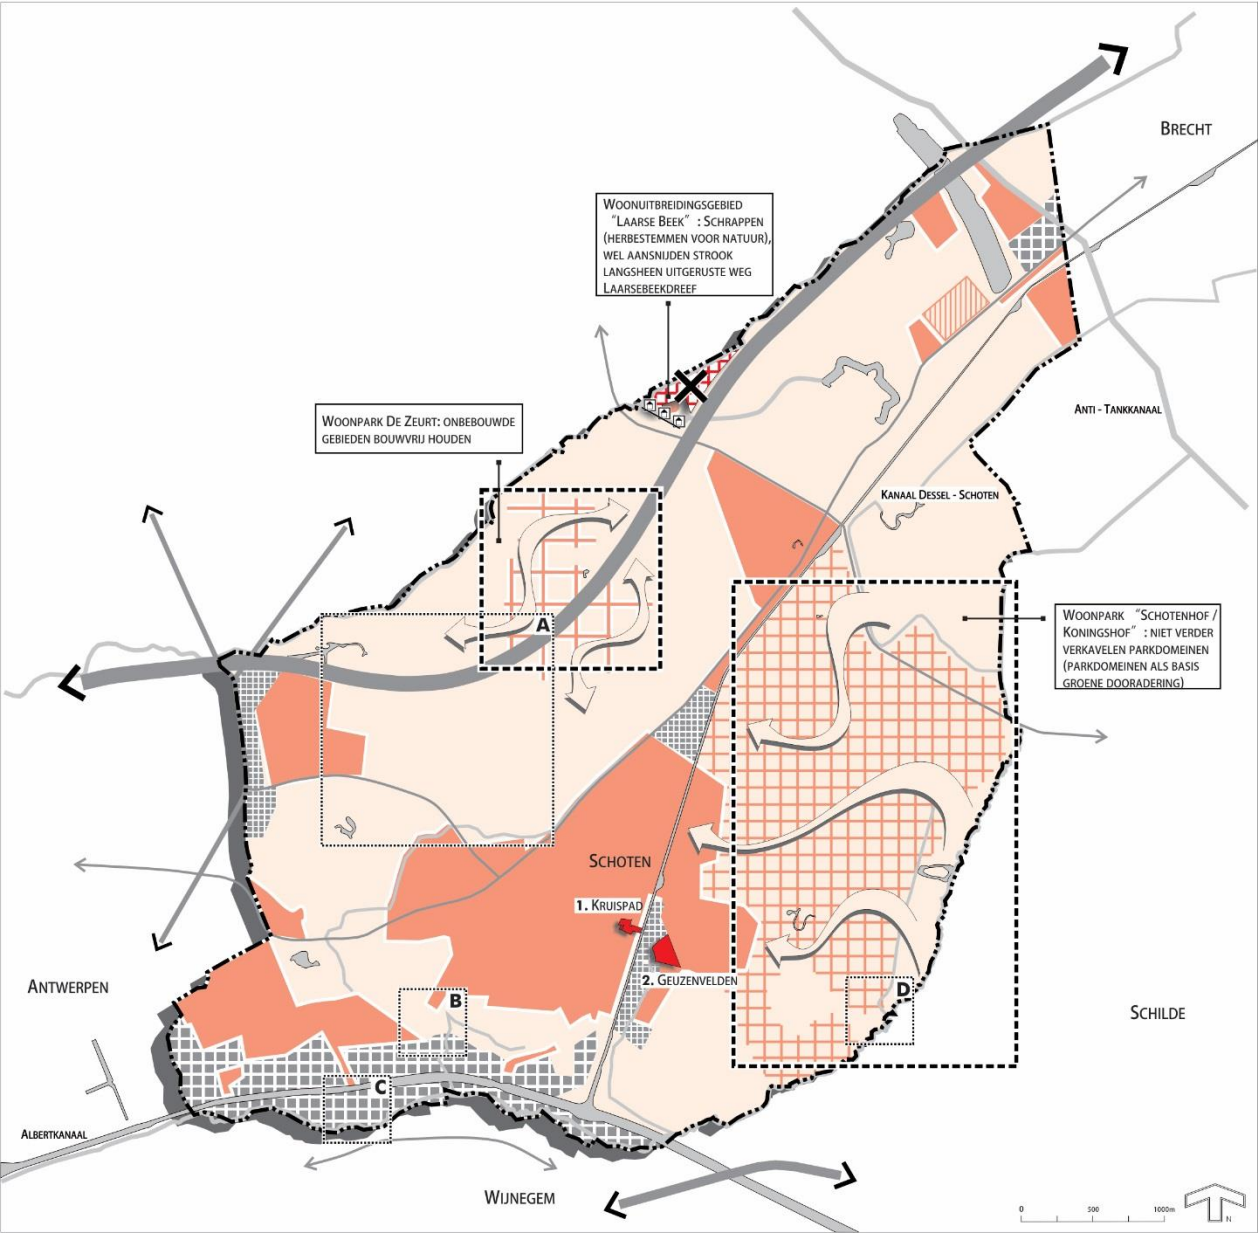 BRECHT
WOONUITBREIDINGSGEBIED
"LAARSE BEEK" : SCHRAPPEN
(HERBESTEMMEN VOOR NATUUR),
WEL AANSNIJDEN STROOK
LANGSHEEN UITGERUSTE WEG
LAARSEBEEKDREEF
WOONPARK DE ZEURT: ONBEBOUWDE
GEBIEDEN BOUWVRIJ HOUDEN
ANTI - TANKKANAAL
KANAAL DESSEL - SCHOTEN
WOONPARK "SCHOTENHOF /
KONINGSHOF" : NIET VERDER
VERKAVELEN PARKDOMEINEN
(PARKDOMEINEN ALS BASIS
GROENE DOORADERING)
A
SCHOTEN
1. KRUISPAD
2. GEUZENVELDEN
ANTWERPEN
B
D
SCHILDE
C
ALBERTKANAAL
WIJNEGEM
0 500 1000m
N